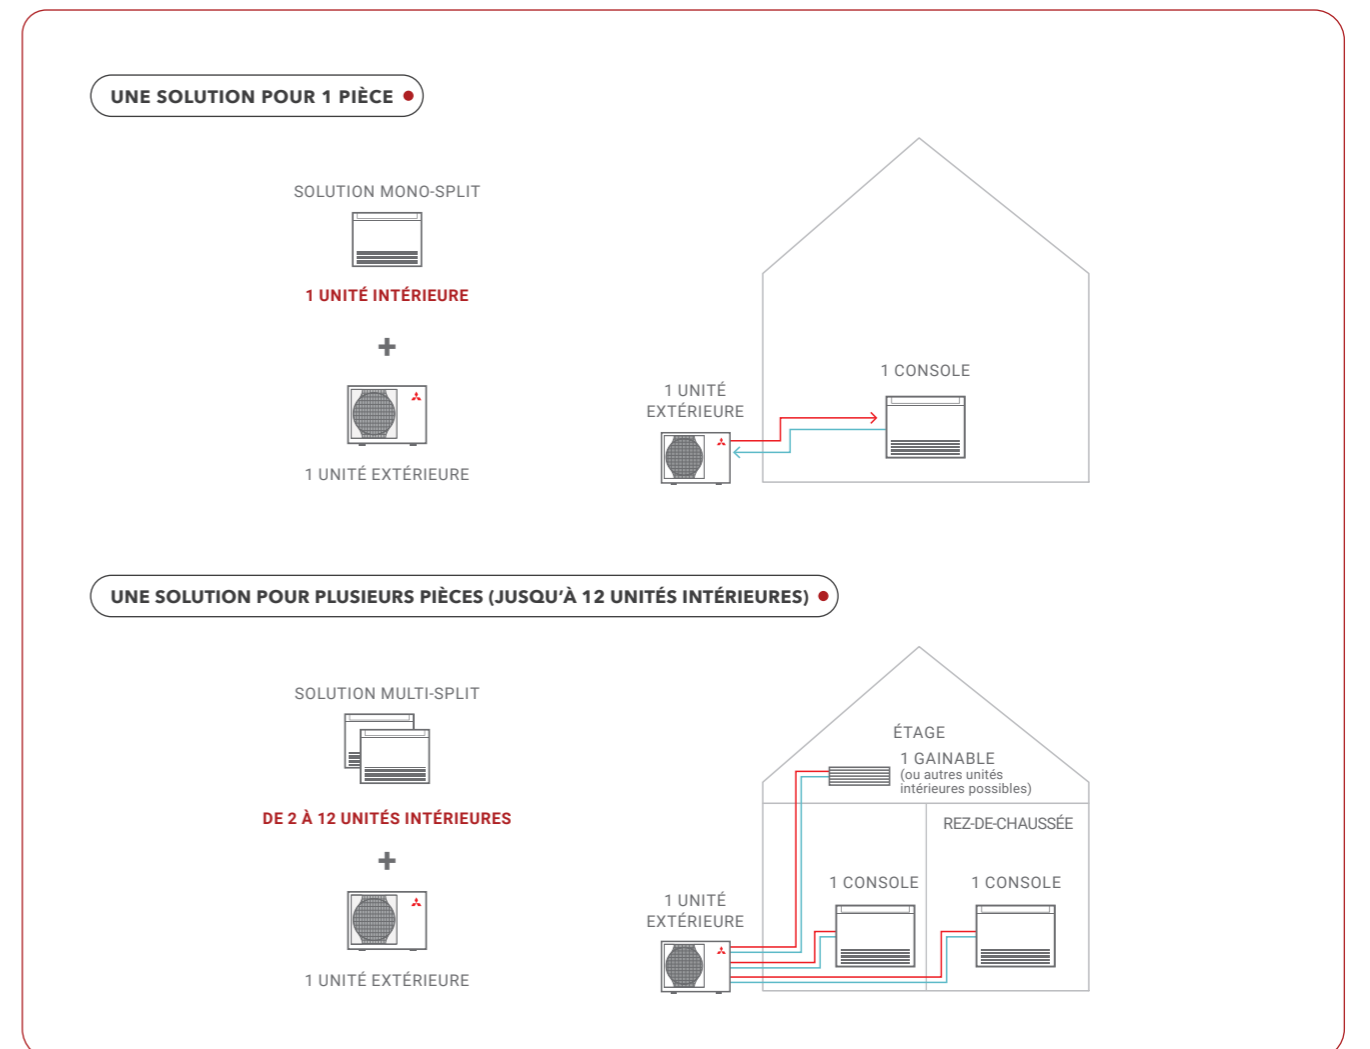 UNE SOLUTION POUR 1 PIÈCE
SOLUTION MONO-SPLIT
1 UNITÉ INTÉRIEURE
+
1 UNITÉ EXTÉRIEURE
1 UNITÉ
EXTÉRIEURE
1 CONSOLE
UNE SOLUTION POUR PLUSIEURS PIÈCES (JUSQU'À 12 UNITÉS INTÉRIEURES)
SOLUTION MULTI-SPLIT
DE 2 À 12 UNITÉS INTÉRIEURES
+
1 UNITÉ EXTÉRIEURE
ÉTAGE
1 GAINABLE
(ou autres unités
intérieures possibles)
REZ-DE-CHAUSSÉE
1 CONSOLE
1 CONSOLE
1 UNITÉ
EXTÉRIEURE